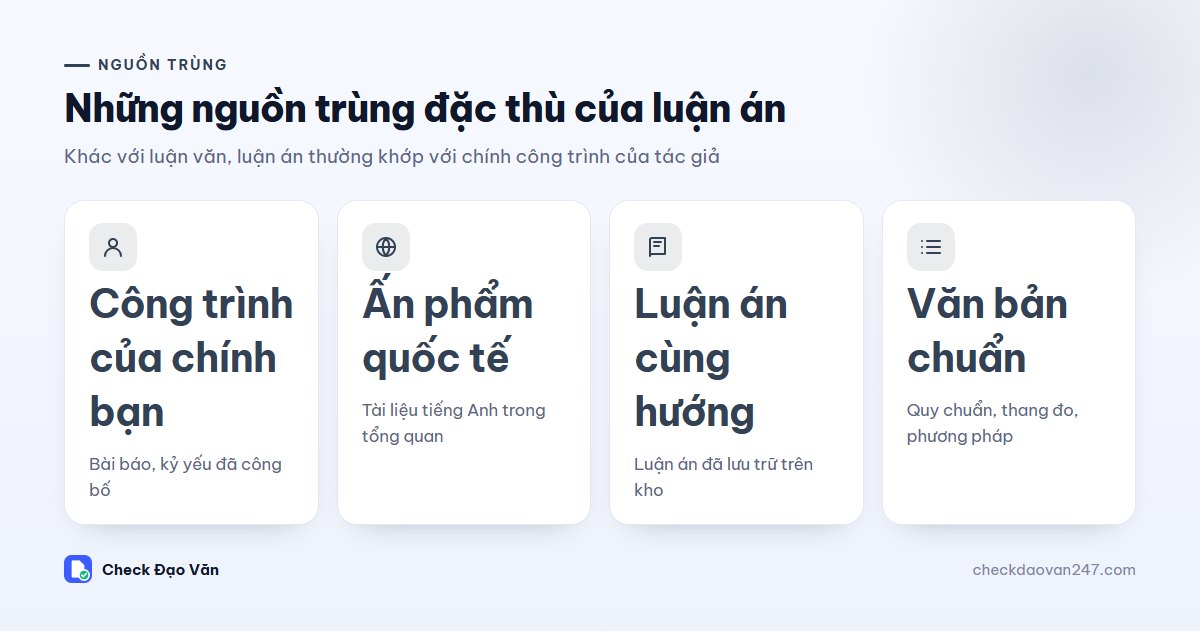 NGUỒN TRÙNG
Những nguồn trùng đặc thù của luận án
Khác với luận văn, luận án thường khớp với chính công trình của tác giả
Công trình
của chính
bạn
Bài báo, kỷ yếu đã công
bố
Ấn phẩm
quốc tế
Tài liệu tiếng Anh trong
tổng quan
Luận án
cùng
hướng
Luận án đã lưu trữ trên
kho
Văn bản
chuẩn
Quy chuẩn, thang đo,
phương pháp
Check Đạo Văn
checkdaovan247.com